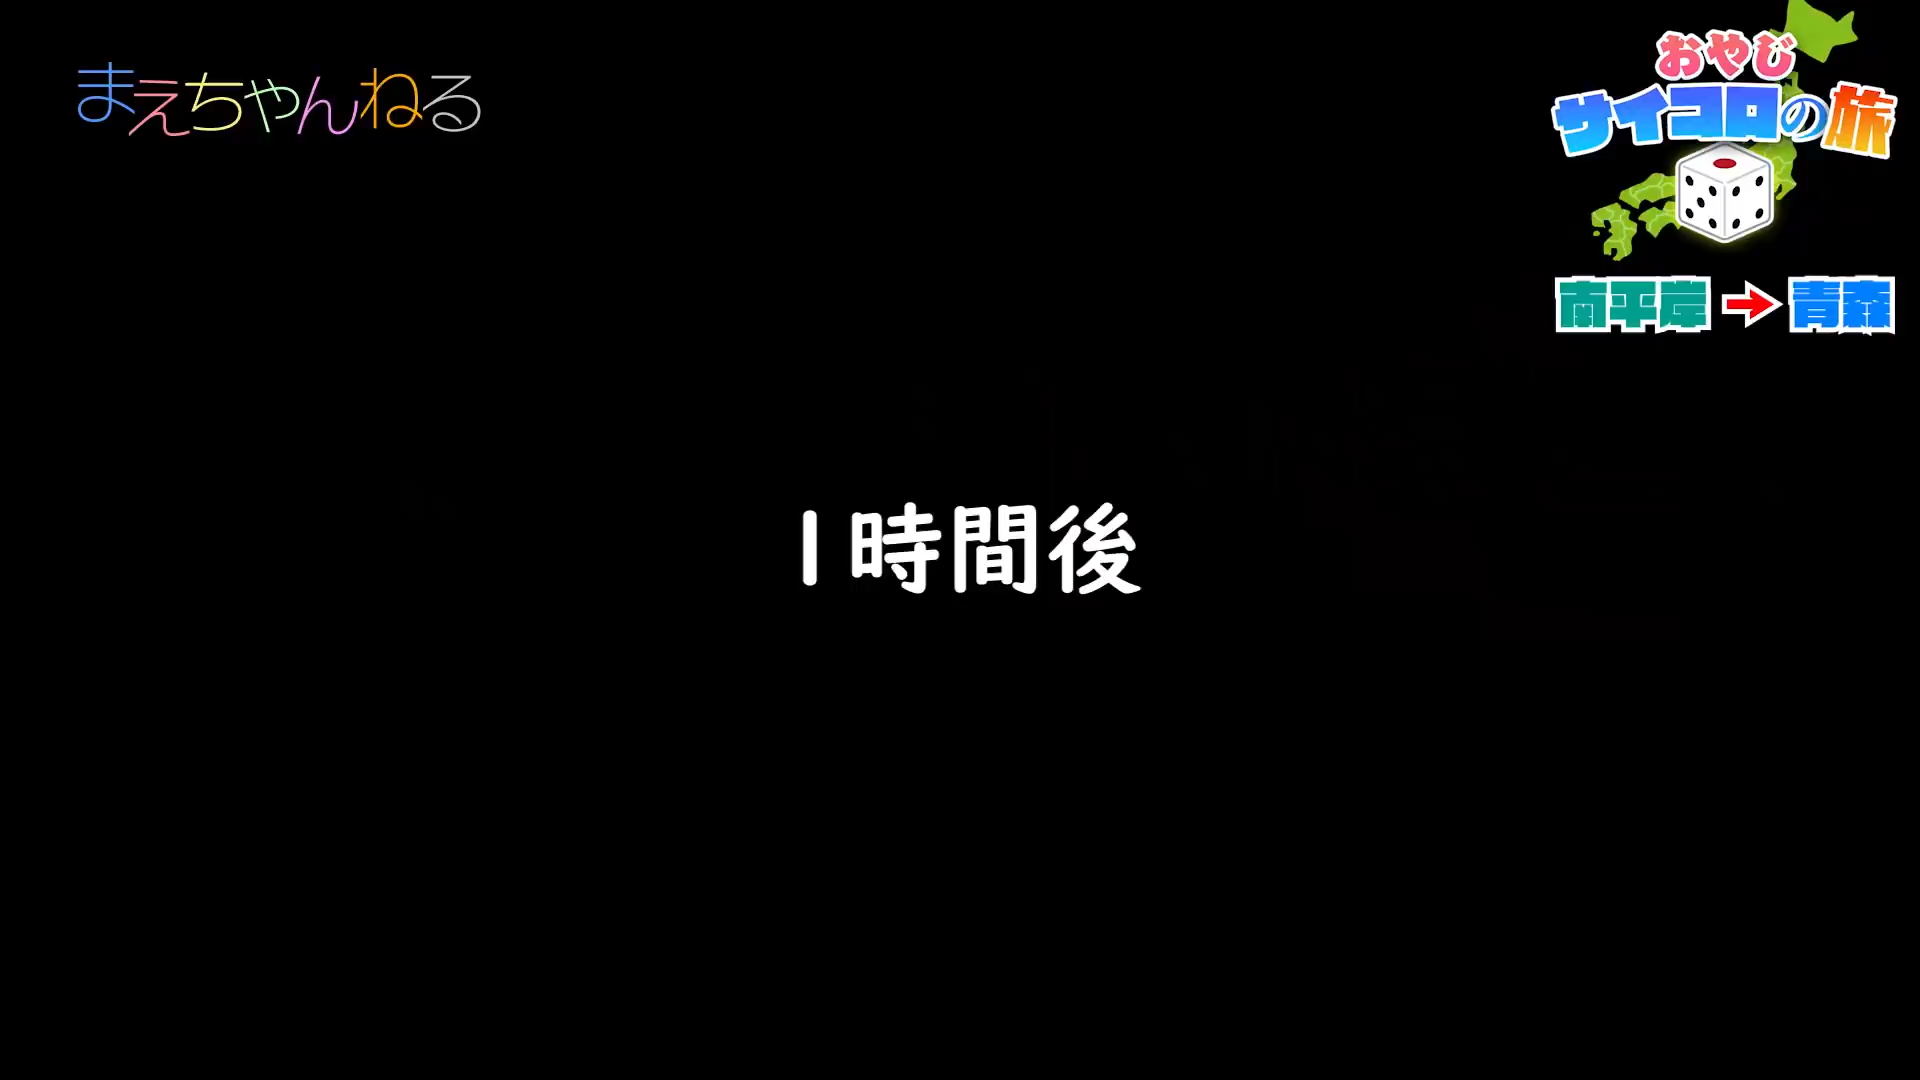 まえちゃんねる
おやじ
サイコロの旅
南平岸→青森
1時間後